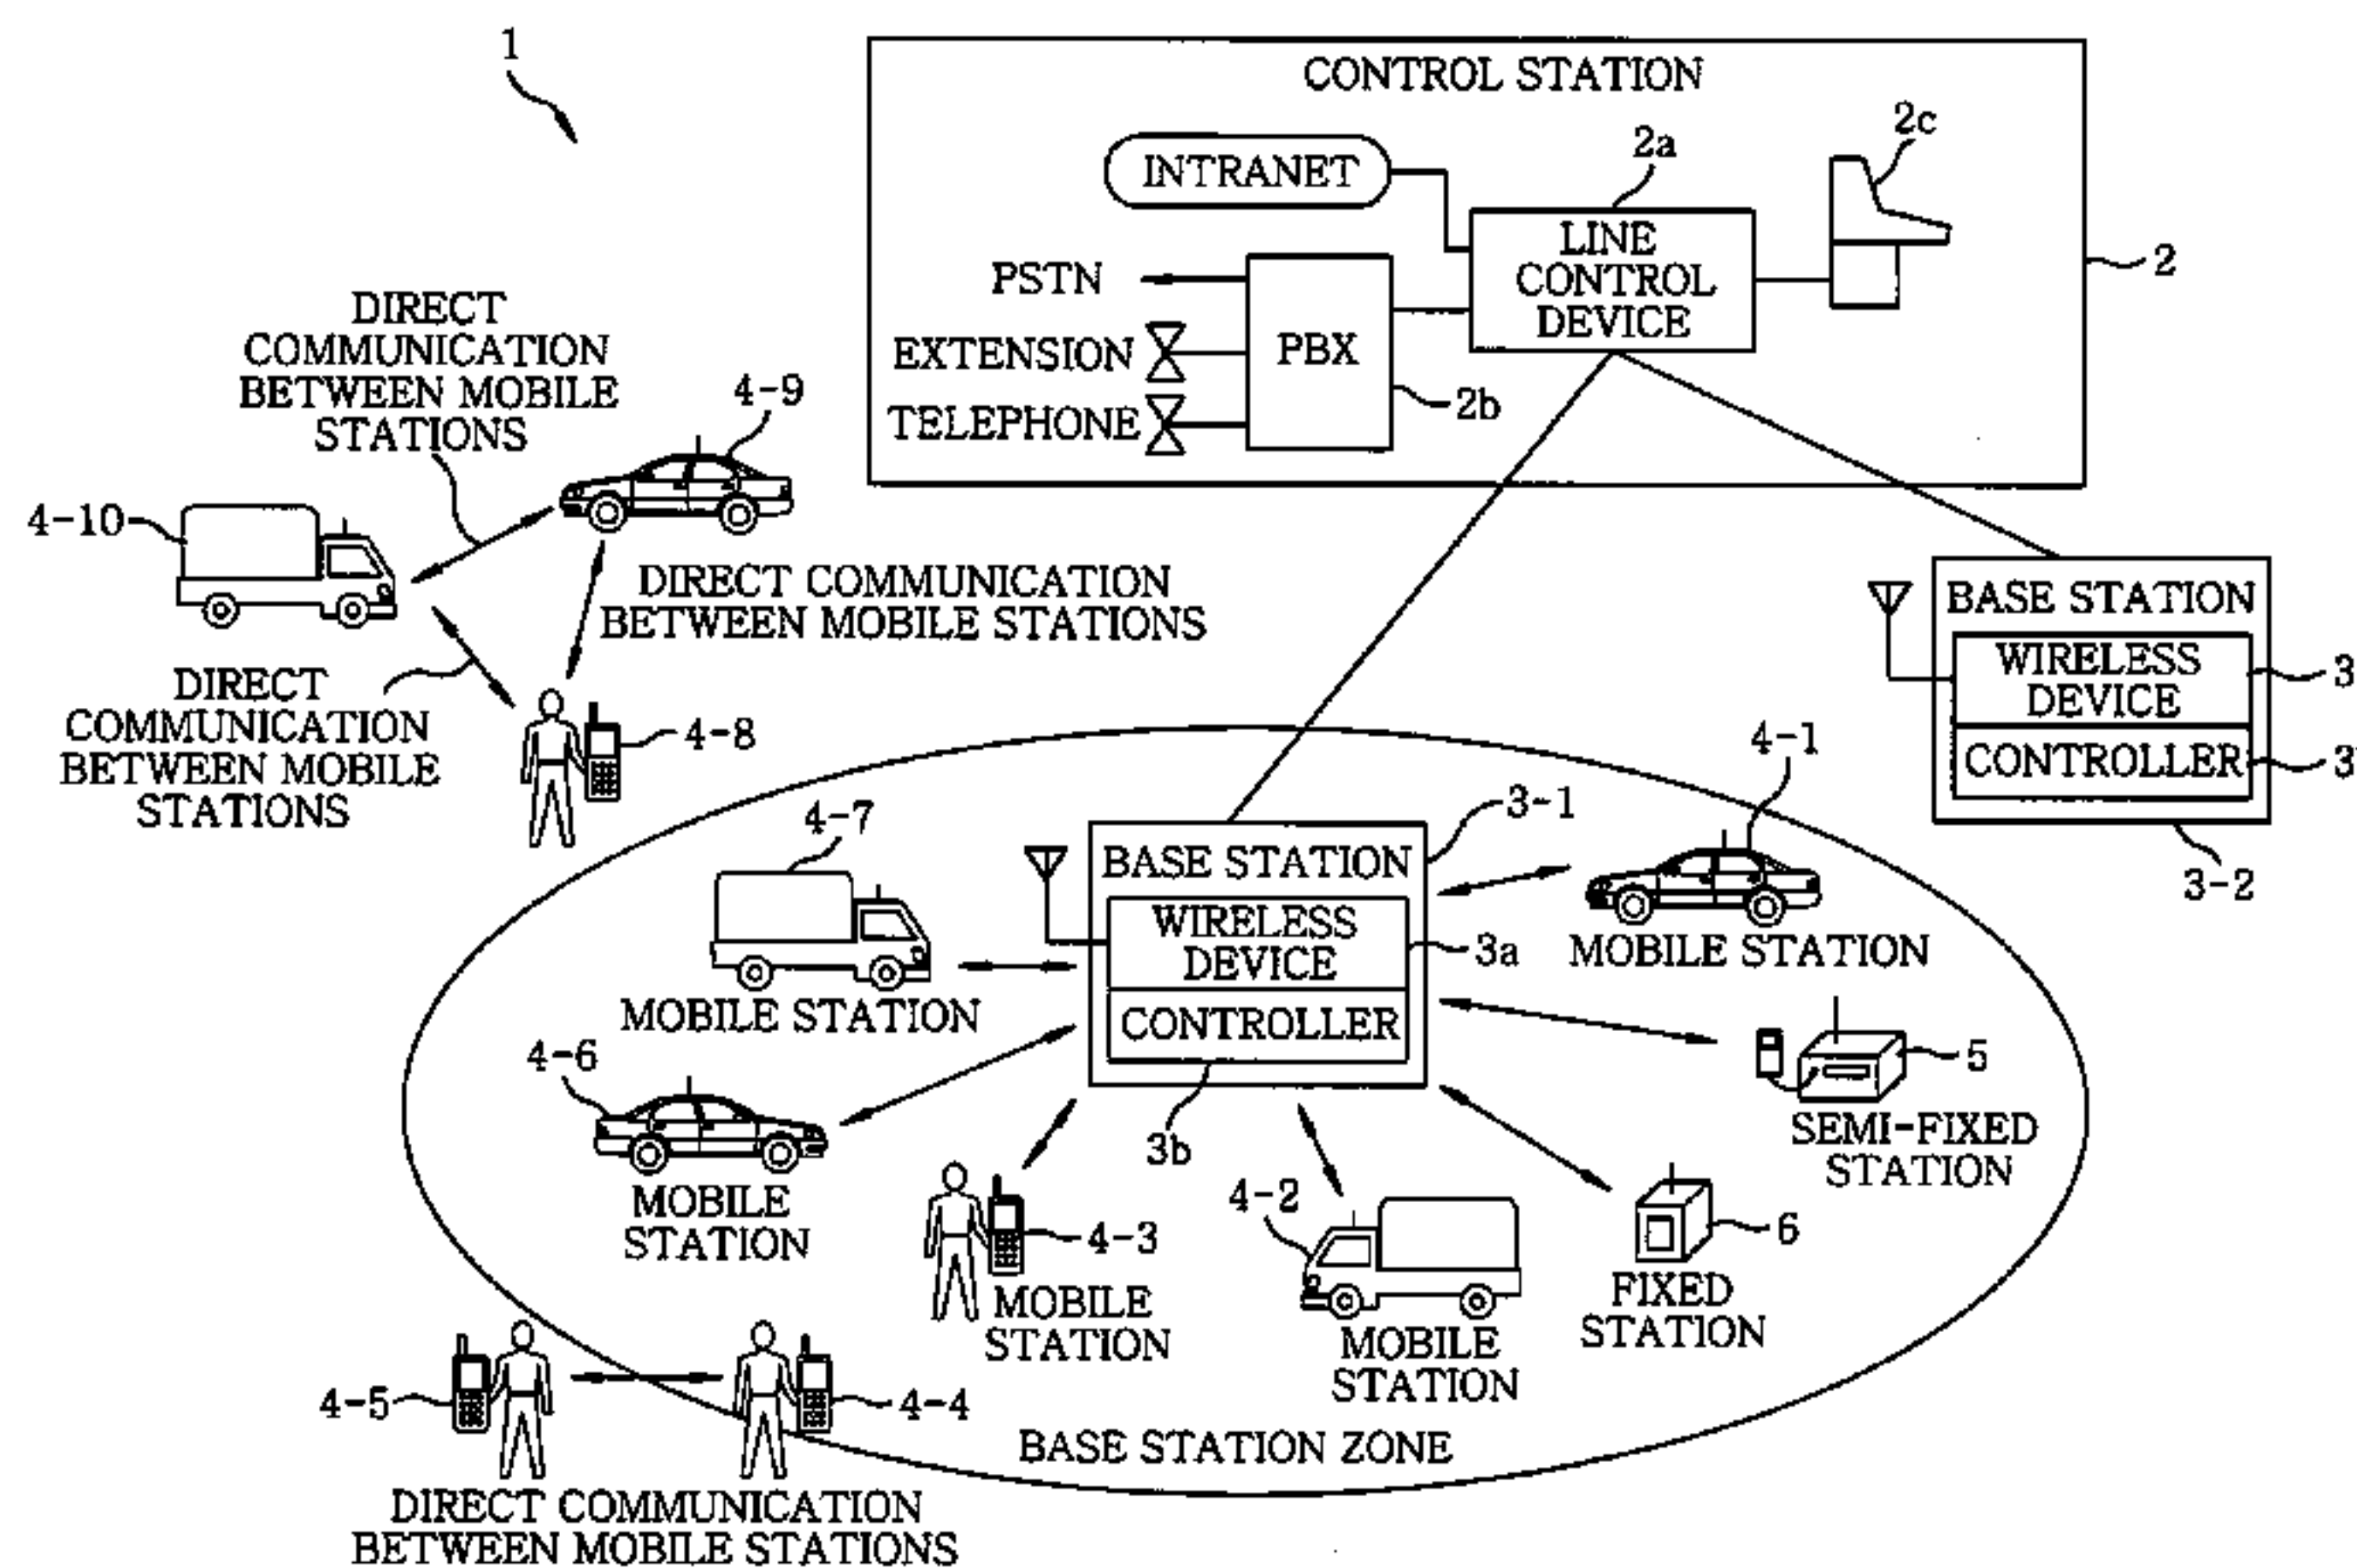 1
CONTROL STATION
INTRANET
2a
2c
LINE
CONTROL
DEVICE
2
PSTN
EXTENSION
TELEPHONE
PBX
2b
DIRECT
COMMUNICATION
BETWEEN MOBILE
STATIONS
4-9
4-10
DIRECT COMMUNICATION
BETWEEN MOBILE STATIONS
DIRECT
COMMUNICATION
BETWEEN MOBILE
STATIONS
4-8
BASE STATION
WIRELESS
DEVICE
3
CONTROLLER
3
3-2
4-7
MOBILE STATION
3-1
BASE STATION
WIRELESS
DEVICE
3a
CONTROLLER
3b
4-1
MOBILE STATION
5
SEMI-FIXED
STATION
4-6
MOBILE
STATION
4-3
MOBILE
STATION
4-2
MOBILE
STATION
6
FIXED
STATION
4-5
4-4
BASE STATION ZONE
DIRECT COMMUNICATION
BETWEEN MOBILE STATIONS